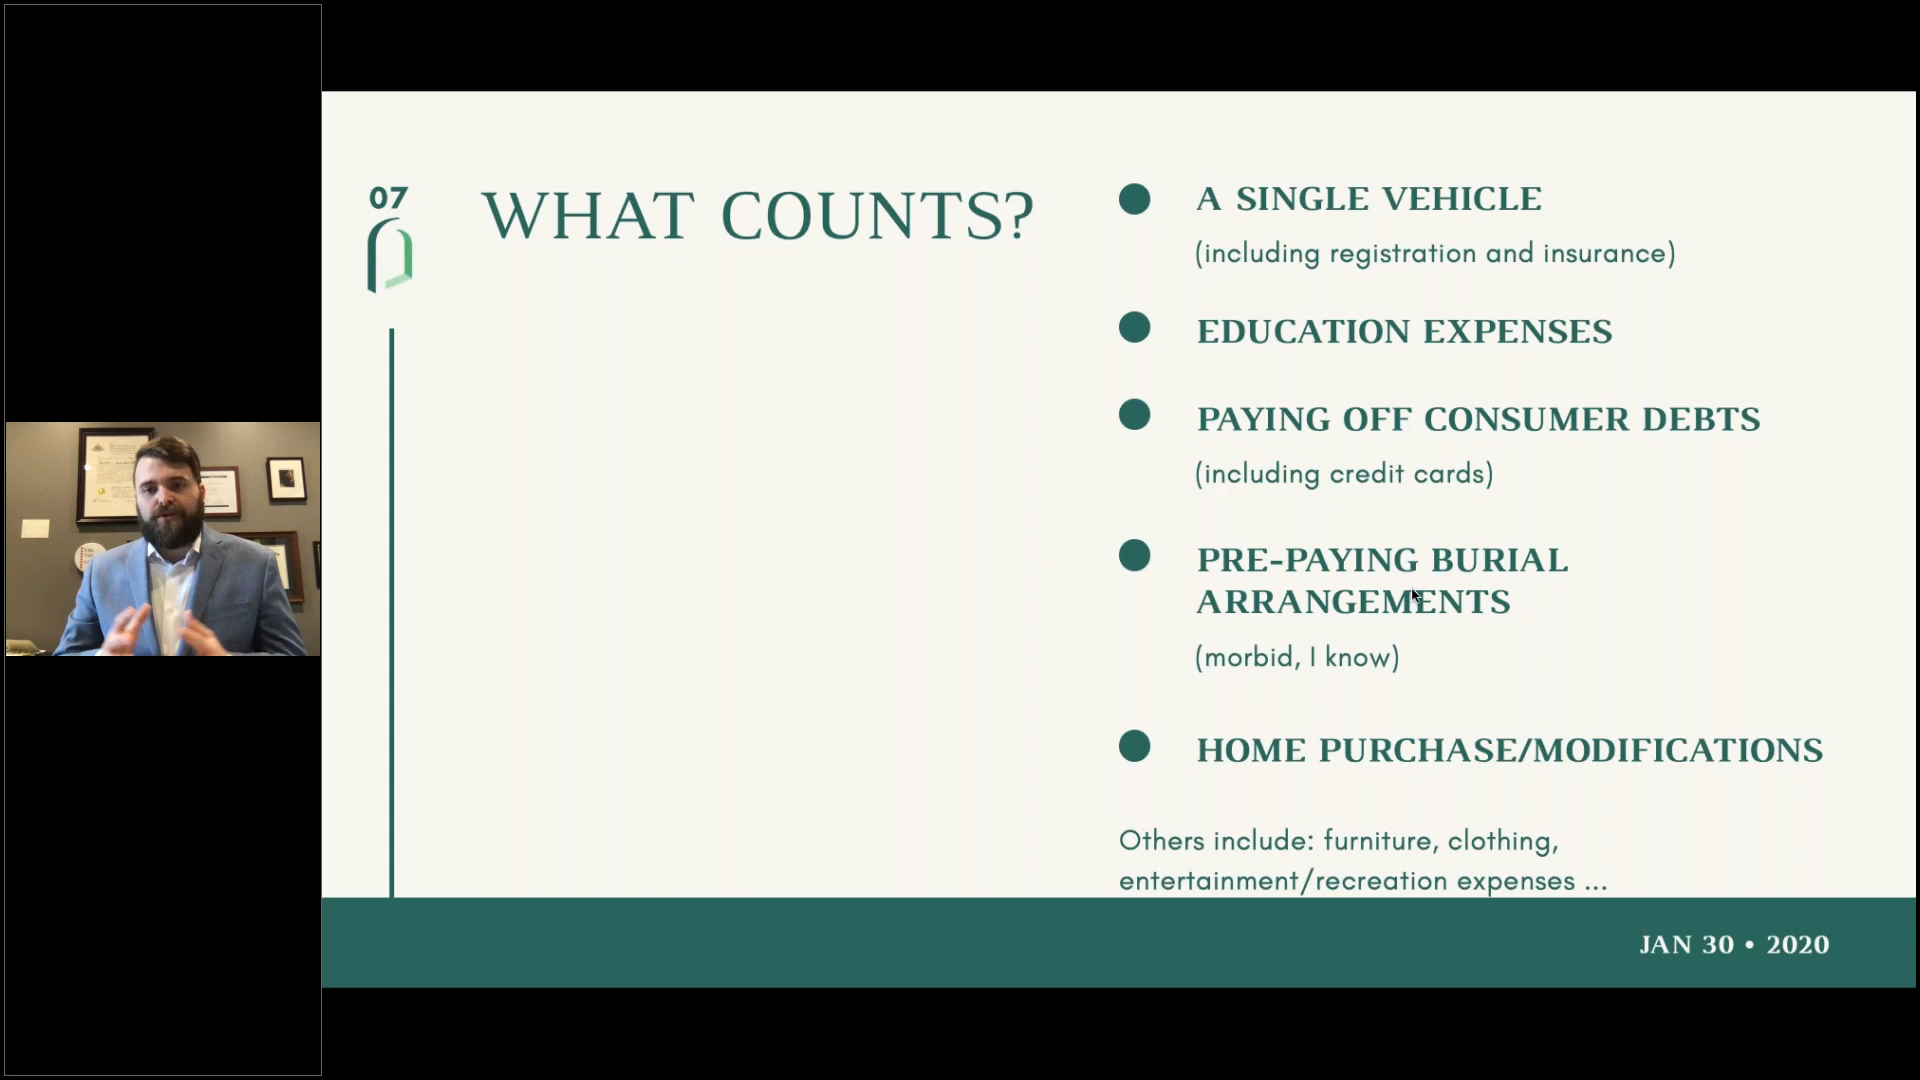 07
WHAT COUNTS?
A SINGLE VEHICLE
(including registration and insurance)
EDUCATION EXPENSES
PAYING OFF CONSUMER DEBTS
(including credit cards)
PRE-PAYING BURIAL
ARRANGEMENTS
(morbid, I know)
HOME PURCHASE/MODIFICATIONS
Others include: furniture, clothing,
entertainment/recreation expenses ...
JAN 30 • 2020